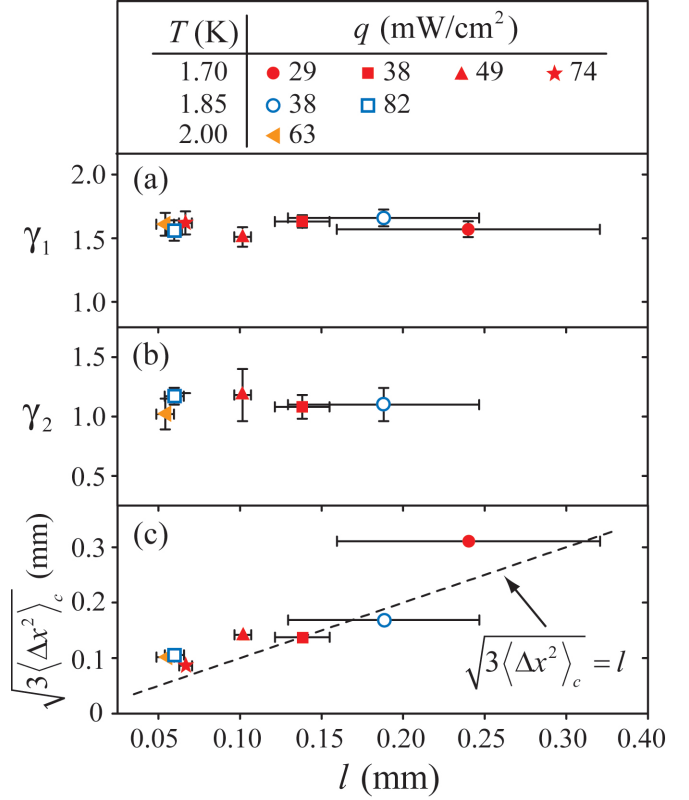 T (K) q (mW/cm²)
1.70 29 38 49 74
1.85 38 82
2.00 63
(a)
2.0
1.5
1.0
γ₁
(b)
1.5
1.0
0.5
γ₂
(c)
0.3
0.2
0.1
0
√3⟨Δx²⟩c (mm)
√3⟨Δx²⟩c = l
0.05 0.10 0.15 0.20 0.25 0.30 0.35 0.40
l (mm)